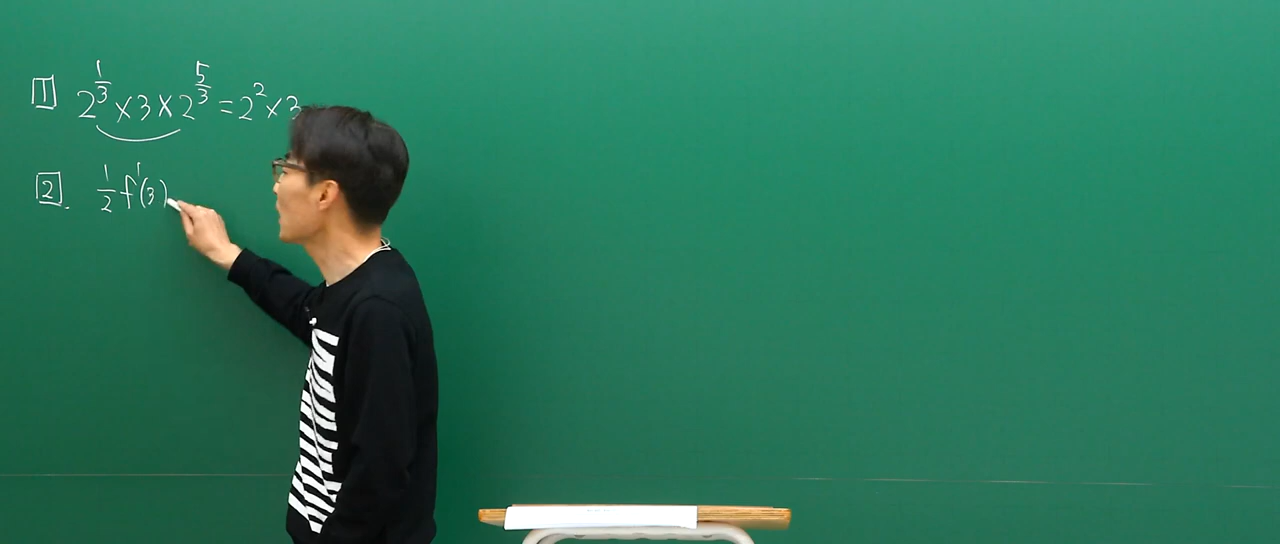 1 2^{1/3} × 3 × 2^{5/3} = 2^2 × 3
2. 1/2 f'(3)